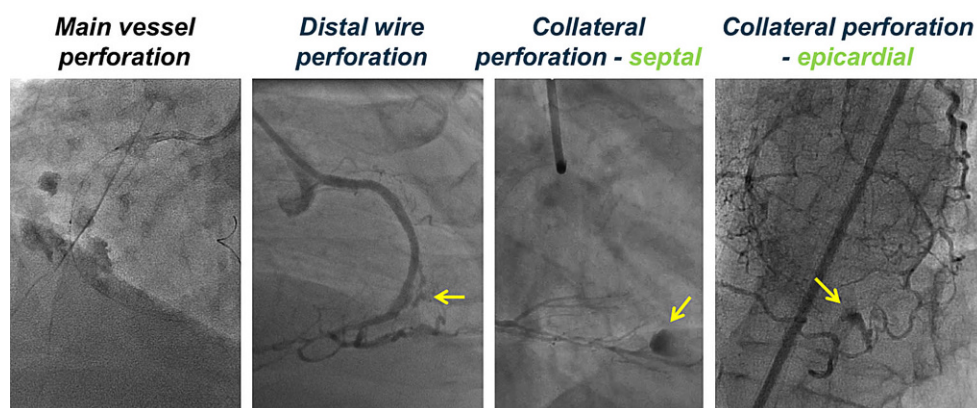 Main vessel
perforation
Distal wire
perforation
Collateral
perforation - septal
Collateral perforation
- epicardial